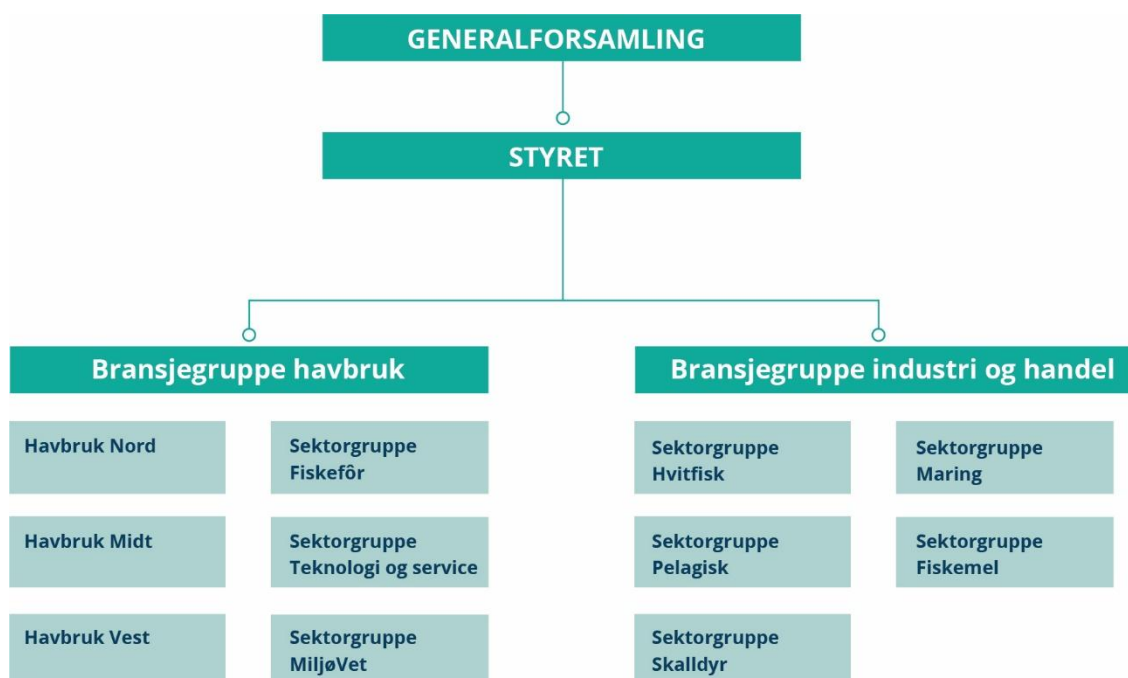 GENERALFORSAMLING
STYRET
Bransjegruppe havbruk
Havbruk Nord
Sektorgruppe
Fiskefôr
Havbruk Midt
Sektorgruppe
Teknologi og service
Havbruk Vest
Sektorgruppe
MiljøVet
Bransjegruppe industri og handel
Sektorgruppe
Hvitfisk
Sektorgruppe
Maring
Sektorgruppe
Pelagisk
Sektorgruppe
Fiskemel
Sektorgruppe
Skalldyr